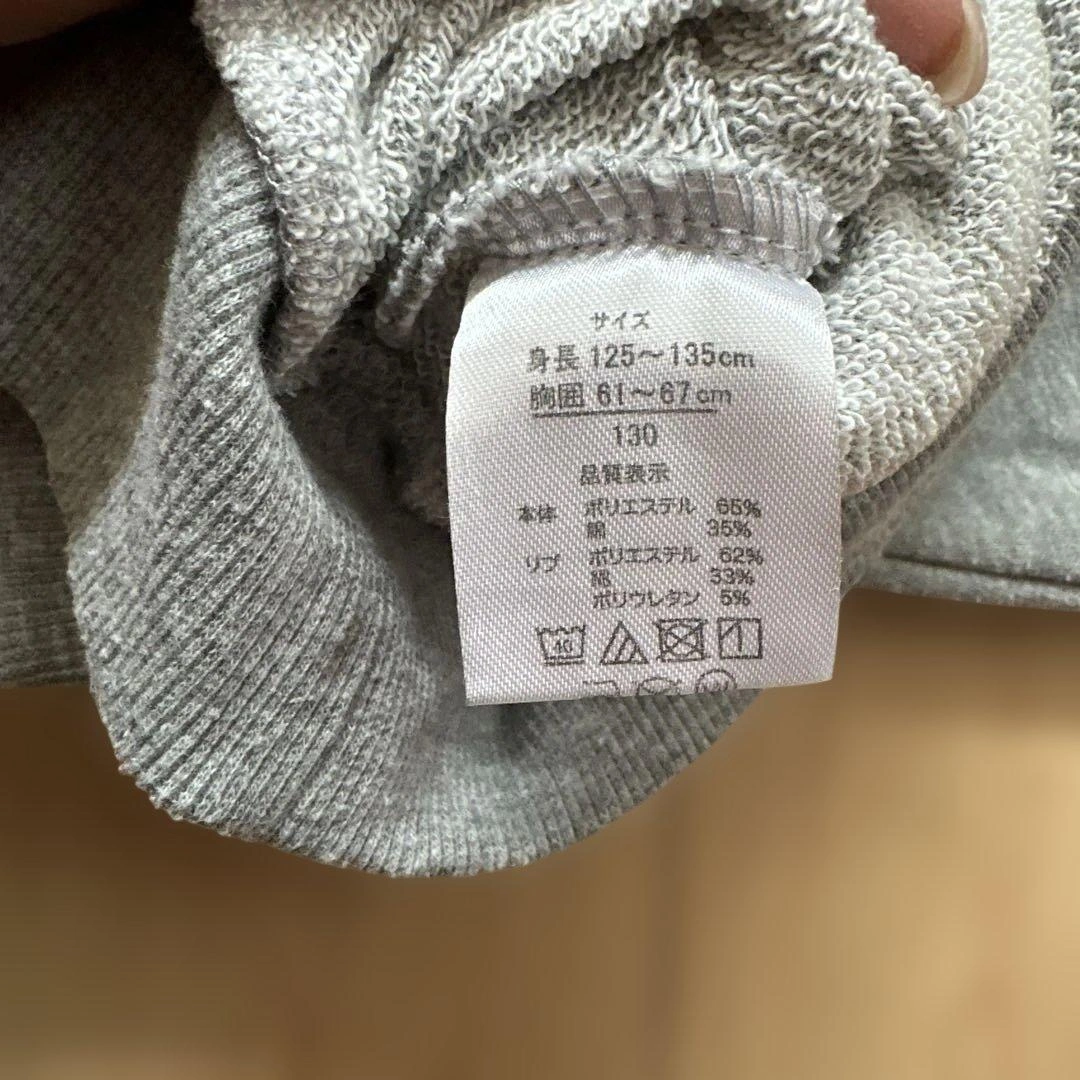 サイズ
身長 125~135cm
胸囲 61~67cm
130
品質表示
本体 ポリエステル 65%
綿 35%
リブ ポリエステル 62%
綿 33%
ポリウレタン 5%
40